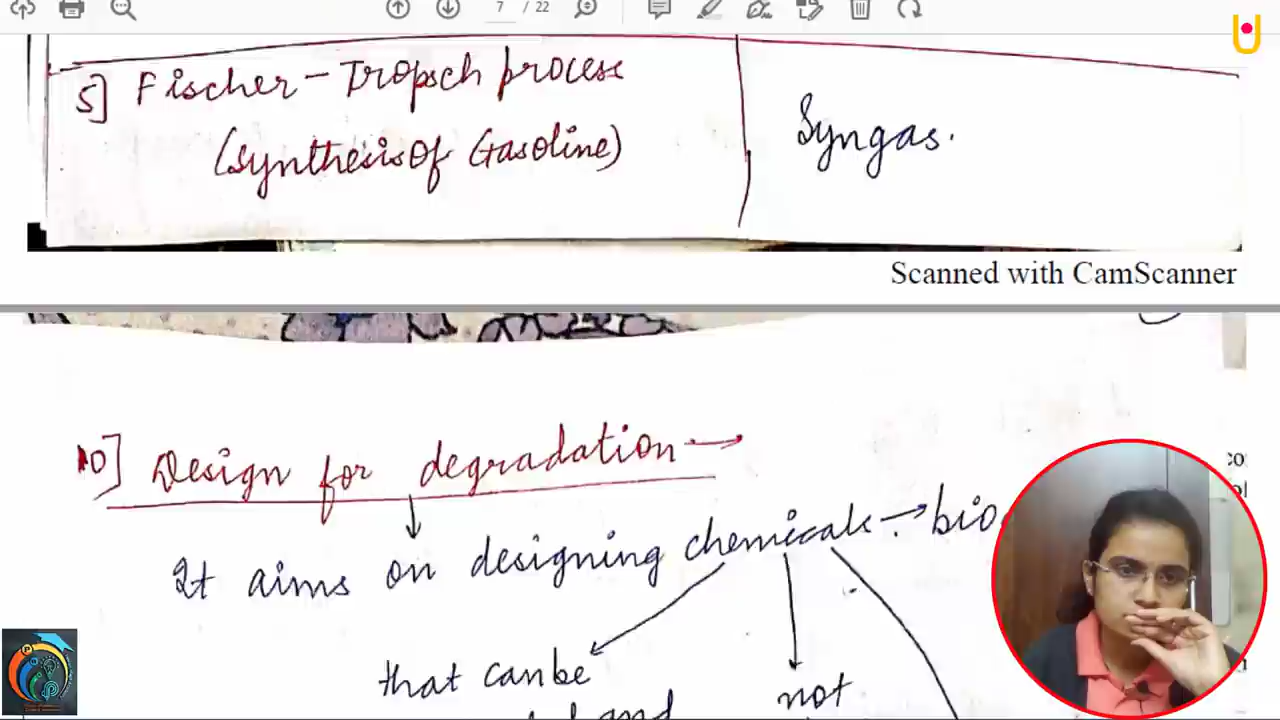 7 / 22
5] Fischer - Tropsch process
(synthesis of Gasoline)
Syngas.
Scanned with CamScanner
10] Design for degradation →
It aims on designing chemicals → bio
that can be
not
and